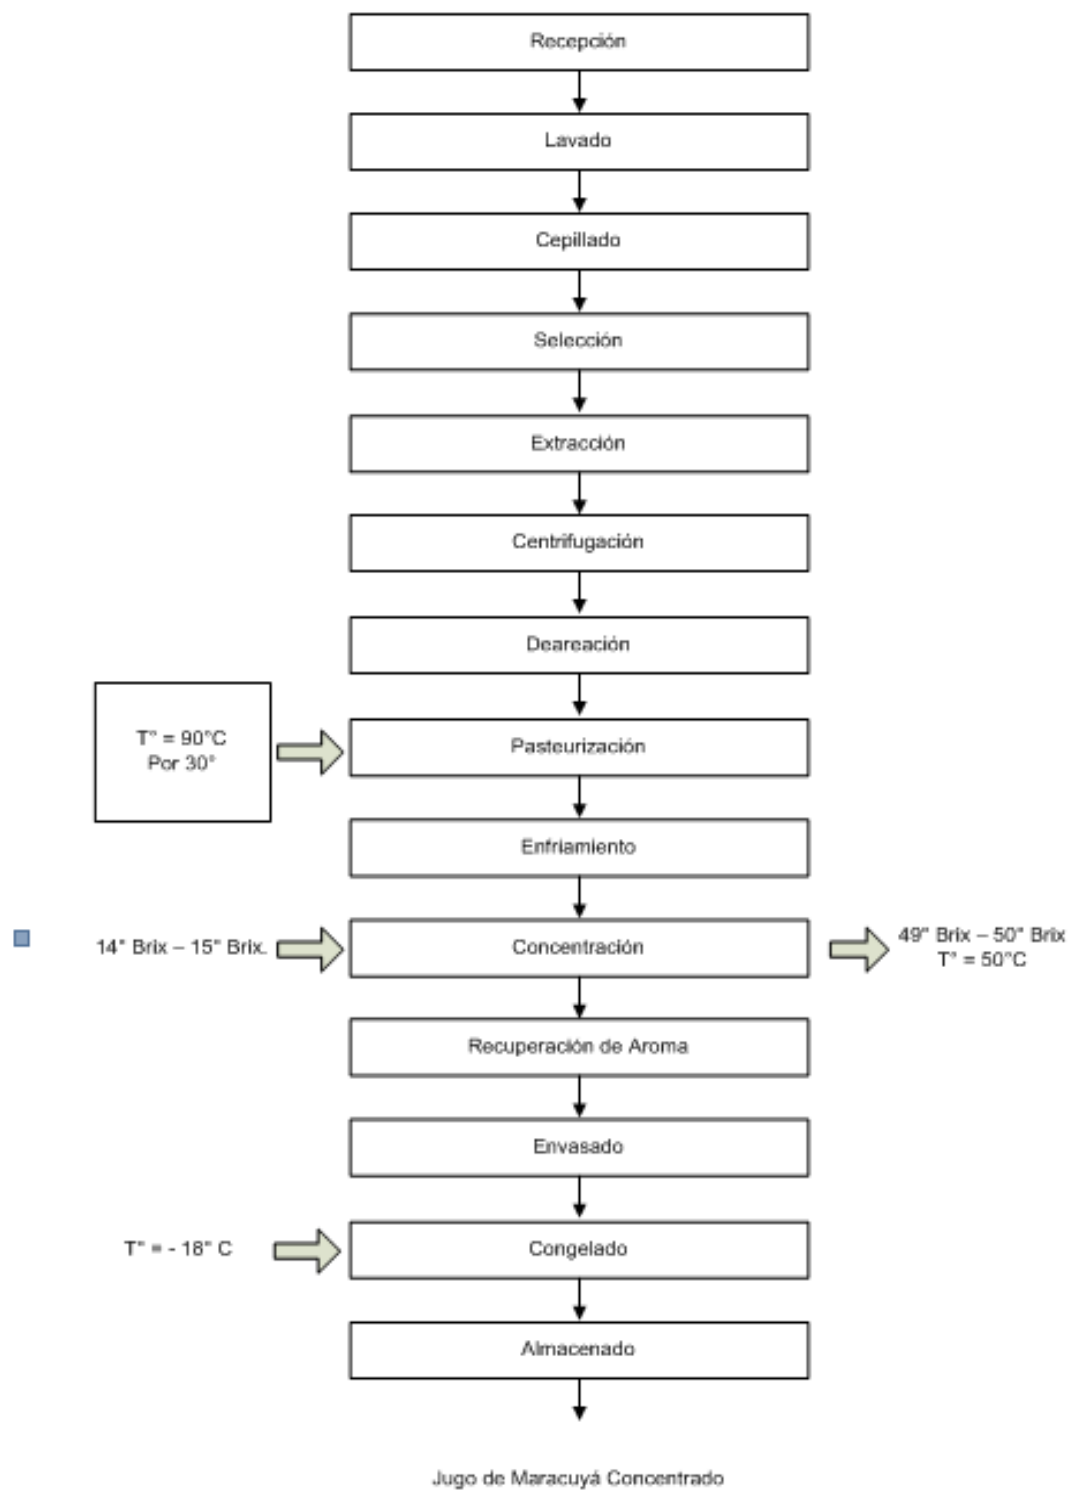 Recepción
Lavado
Cepillado
Selección
Extracción
Centrifugación
Deareación
T° = 90°C
Por 30°
Pasteurización
Enfriamiento
14° Brix – 15° Brix.
Concentración
49° Brix – 50° Brix
T° = 50°C
Recuperación de Aroma
Envasado
T° = - 18° C
Congelado
Almacenado
Jugo de Maracuyá Concentrado